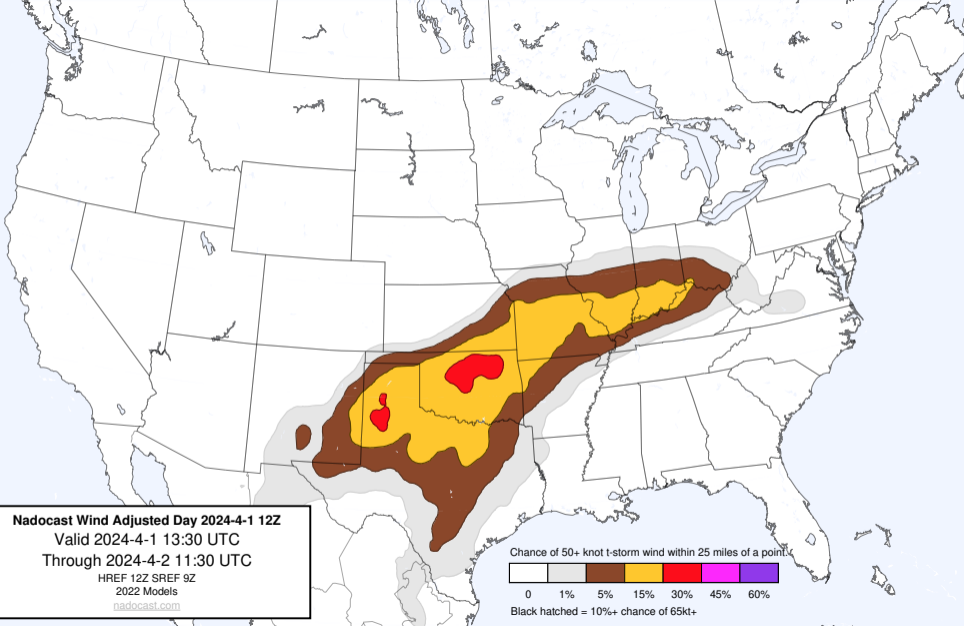 Nadocast Wind Adjusted Day 2024-4-1 12Z
Valid 2024-4-1 13:30 UTC
Through 2024-4-2 11:30 UTC
HREF 12Z SREF 9Z
2022 Models
nadocast.com
Chance of 50+ knot t-storm wind within 25 miles of a point.
0 1% 5% 15% 30% 45% 60%
Black hatched = 10%+ chance of 65kt+